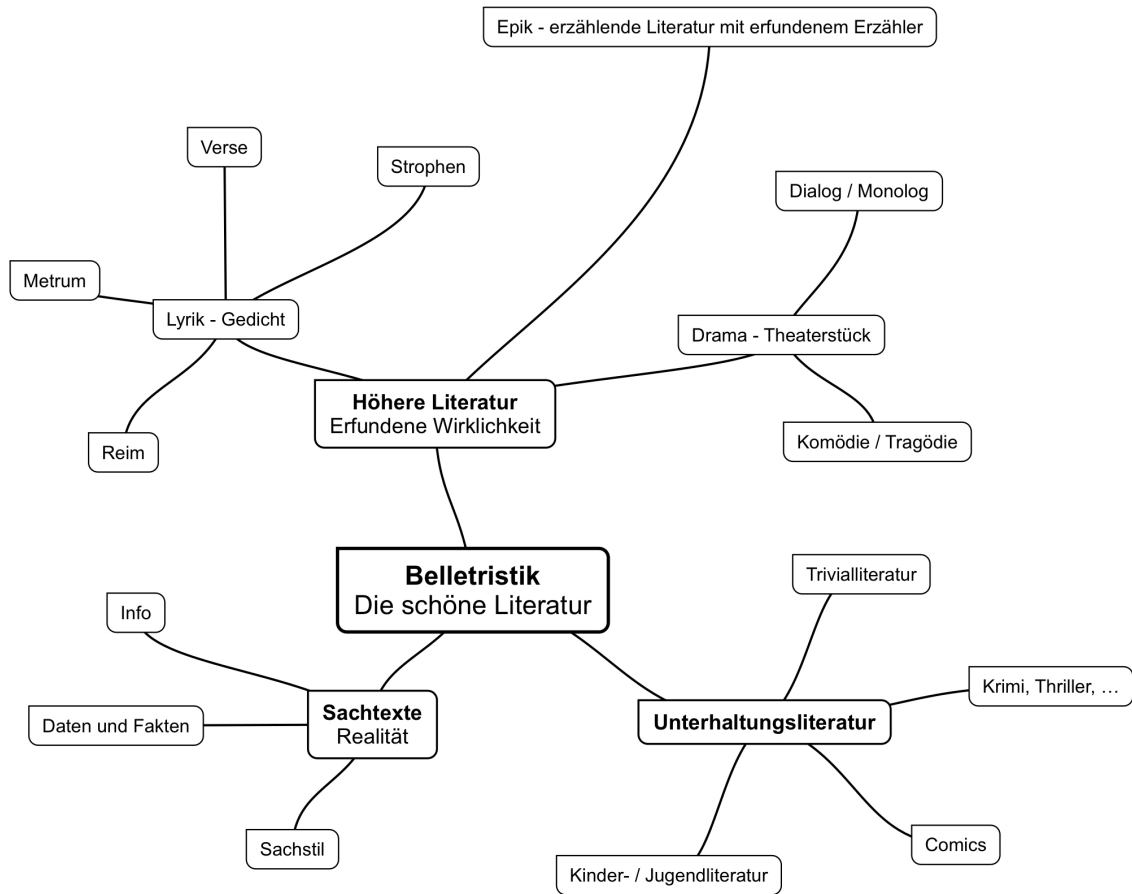 Epik - erzählende Literatur mit erfundenem Erzähler
Verse
Strophen
Dialog / Monolog
Metrum
Lyrik - Gedicht
Drama - Theaterstück
Höhere Literatur
Erfundene Wirklichkeit
Reim
Komödie / Tragödie
Belletristik
Die schöne Literatur
Trivialliteratur
Info
Krimi, Thriller, …
Sachtexte
Realität
Daten und Fakten
Unterhaltungsliteratur
Sachstil
Comics
Kinder- / Jugendliteratur